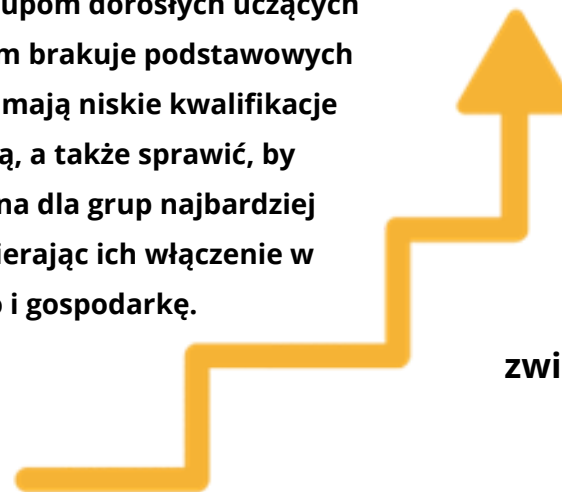 upom dorosłych uczących
m brakuje podstawowych
mają niskie kwalifikacje
ą, a także sprawić, by
na dla grup najbardziej
ierając ich włączenie w
i gospodarkę.
zwi